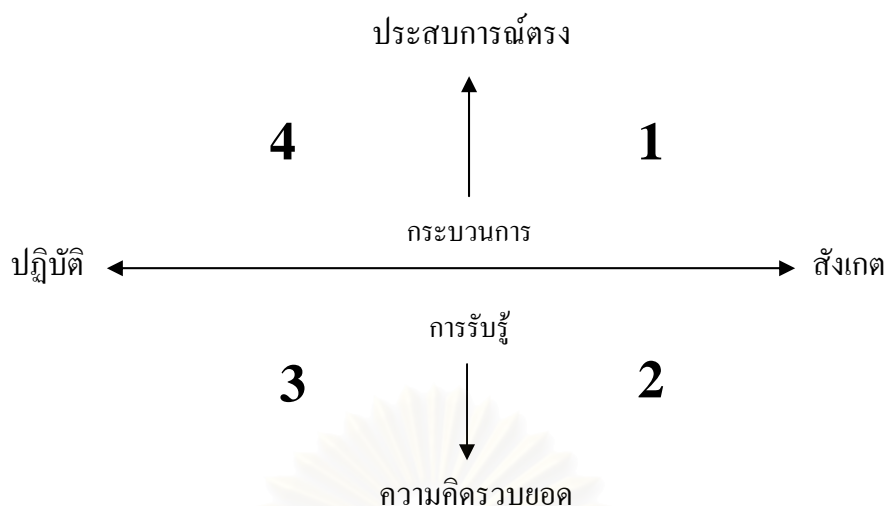 ประสบการณ์ตรง
4 1
กระบวนการ
ปฏิบัติ สังเกต
การรับรู้
3 2
ความคิดรวบยอด